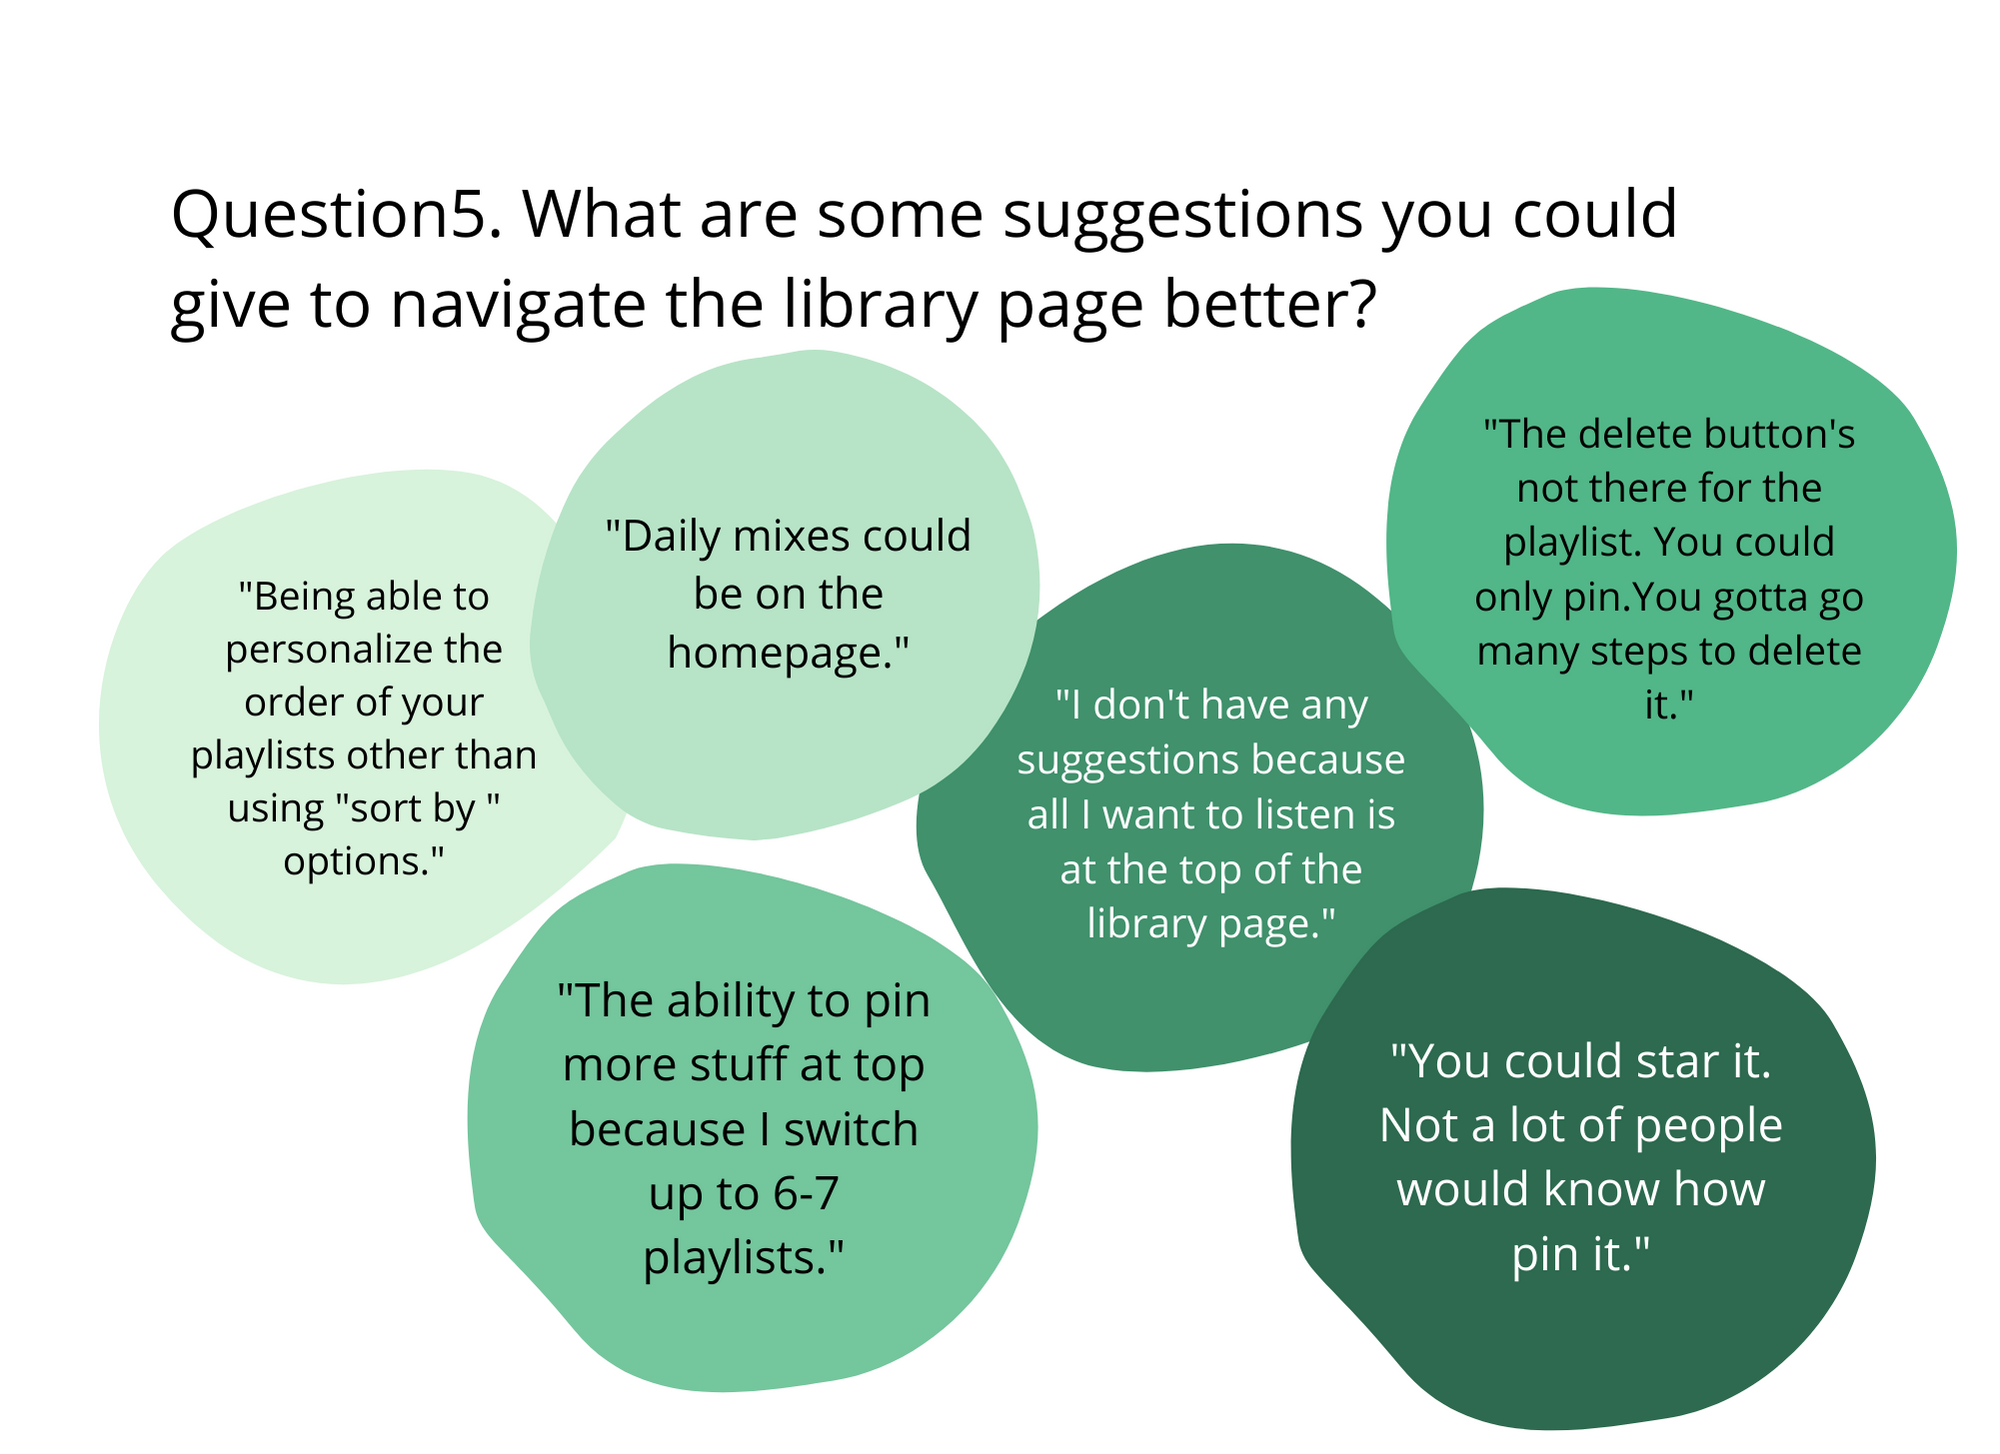 Question5. What are some suggestions you could
give to navigate the library page better?
"Being able to
personalize the
order of your
playlists other than
using "sort by "
options."
"Daily mixes could
be on the
homepage."
"The delete button's
not there for the
playlist. You could
only pin.You gotta go
many steps to delete
it."
"I don't have any
suggestions because
all I want to listen is
at the top of the
library page."
"The ability to pin
more stuff at top
because I switch
up to 6-7
playlists."
"You could star it.
Not a lot of people
would know how
pin it."